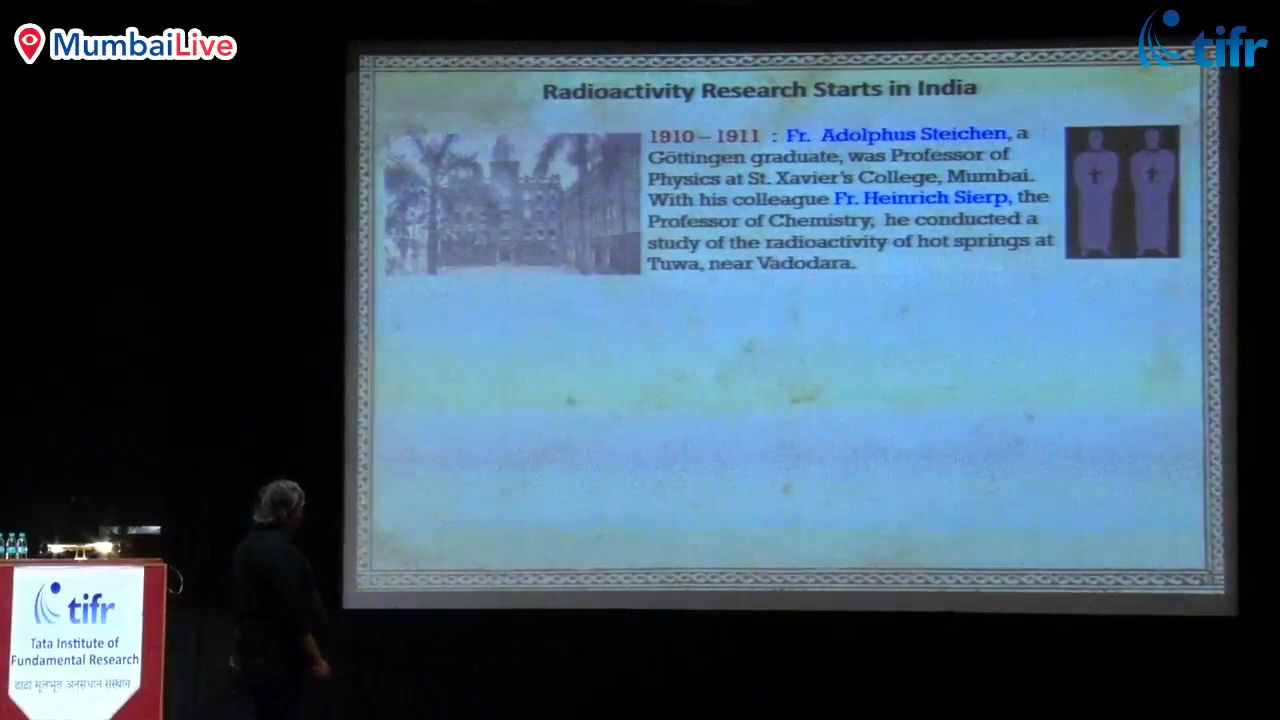 MumbaiLive
tifr
Radioactivity Research Starts in India
1910 – 1911 : Fr. Adolphus Steichen, a
Göttingen graduate, was Professor of
Physics at St. Xavier's College, Mumbai.
With his colleague Fr. Heinrich Sierp, the
Professor of Chemistry, he conducted a
study of the radioactivity of hot springs at
Tuwa, near Vadodara.
tifr
Tata Institute of
Fundamental Research
टाटा मूलभूत अनुसंधान संस्थान